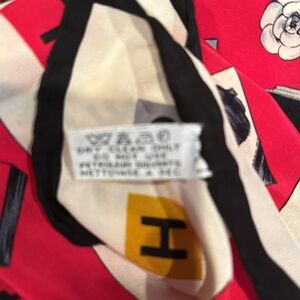 DRY CLEAN ONLY
DO NOT USE
PETROLEUM SOLVENTS
NETTOYAGE A SEC
H